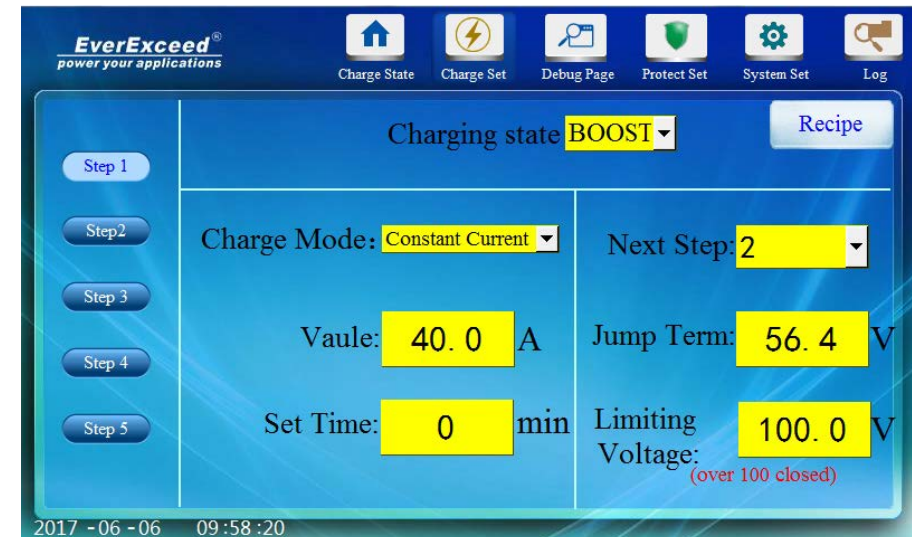 EverExceed®
power your applications
Charge State Charge Set Debug Page Protect Set System Set Log
Charging state BOOST Recipe
Step 1
Step2
Step 3
Step 4
Step 5
Charge Mode: Constant Current
Next Step: 2
Vaule: 40.0 A
Jump Term: 56.4 V
Set Time: 0 min
Limiting
Voltage: 100.0 V
(over 100 closed)
2017 -06 -06 09:58:20